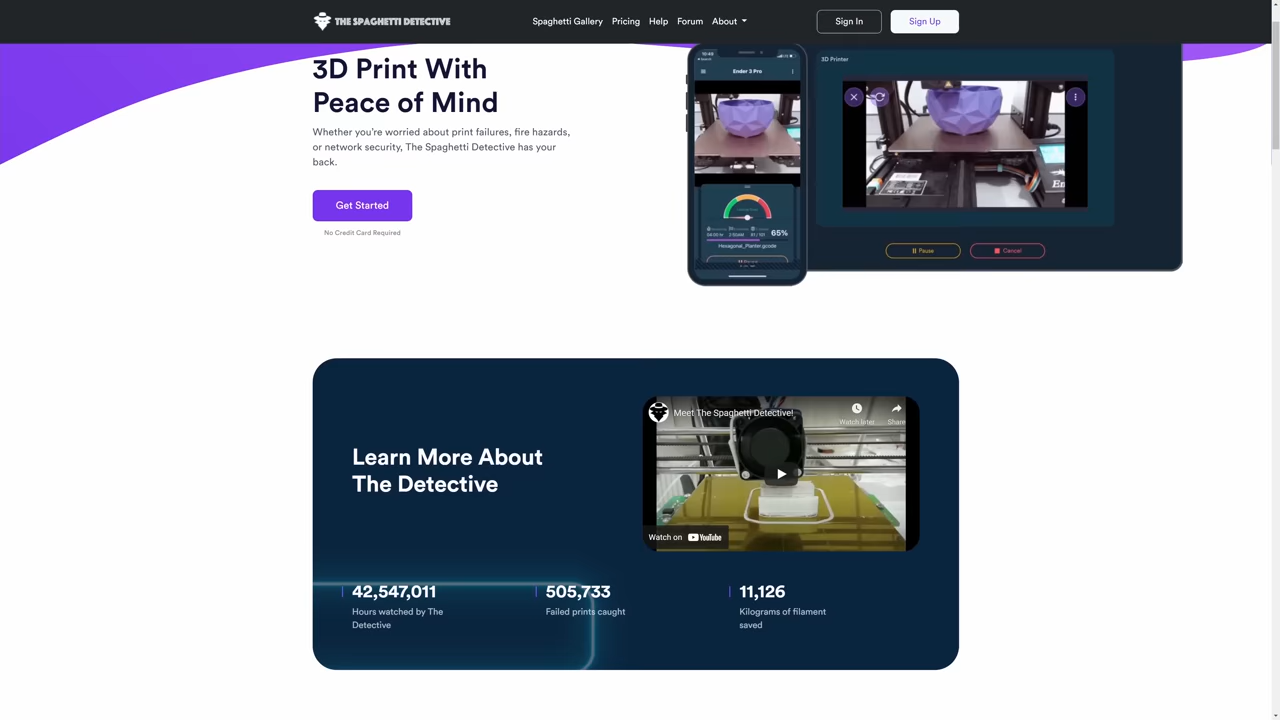 THE SPAGHETTI DETECTIVE
Spaghetti Gallery Pricing Help Forum About
Sign In
Sign Up
3D Print With
Peace of Mind
Whether you're worried about print failures, fire hazards,
or network security, The Spaghetti Detective has your
back.
Get Started
No Credit Card Required
10:45
Ender 3 Pro
65%
Hexagonal_Planter.gcode
3D Printer
Pause
Cancel
Learn More About
The Detective
Meet The Spaghetti Detective!
Watch later
Share
Watch on YouTube
42,547,011
Hours watched by The
Detective
505,733
Failed prints caught
11,126
Kilograms of filament
saved